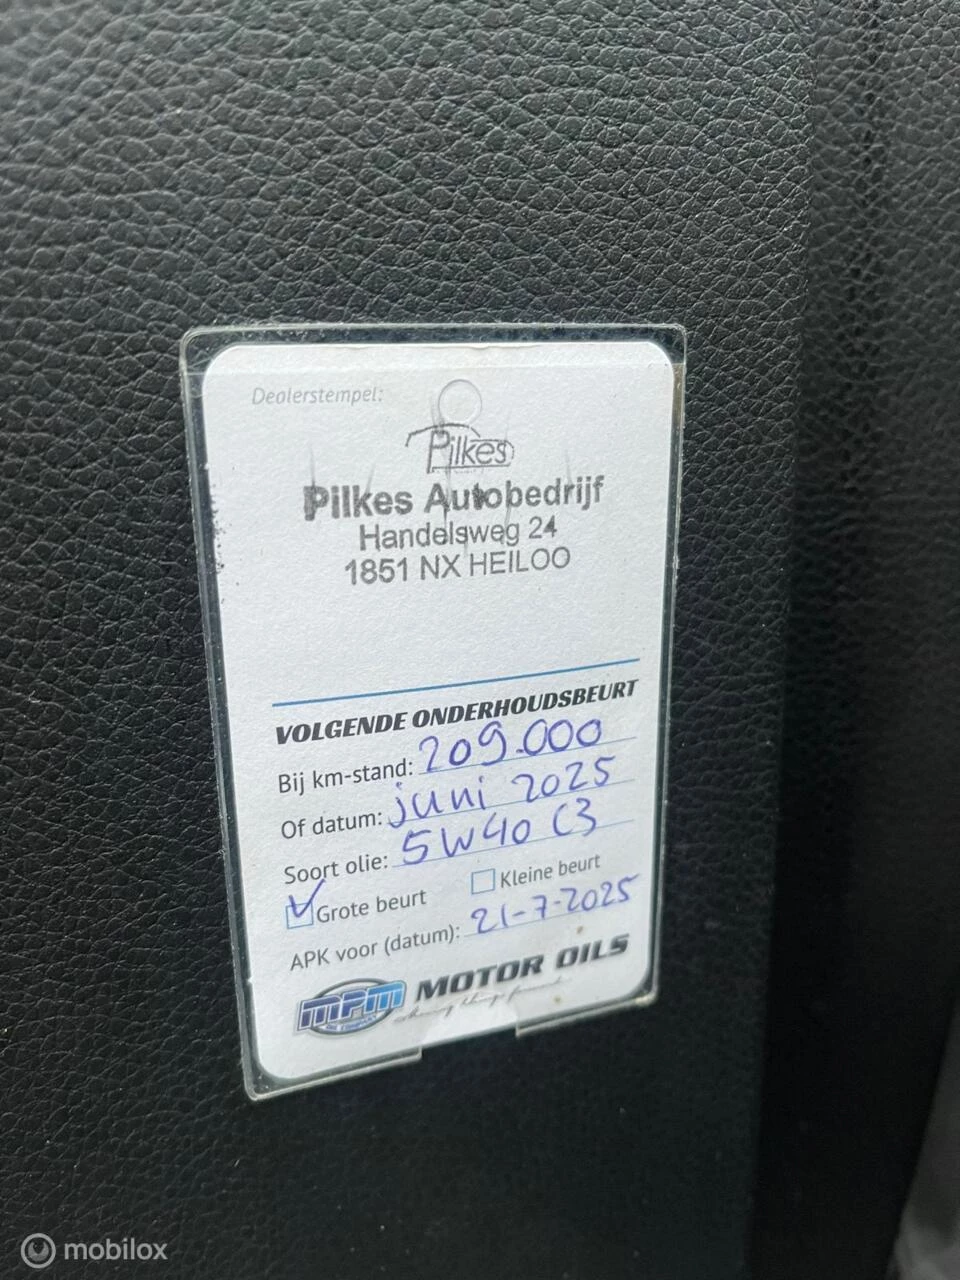 Dealerstempel:
Pilkes
Pilkes Autobedrijf
Handelsweg 24
1851 NX HEILOO
VOLGENDE ONDERHOUDSBEURT
Bij km-stand: 209.000
Of datum: juni 2025
Soort olie: 5W40 C3
Grote beurt Kleine beurt
APK voor (datum): 21-7-2025
MPM MOTOR OILS
OIL COMPANY
mobilox